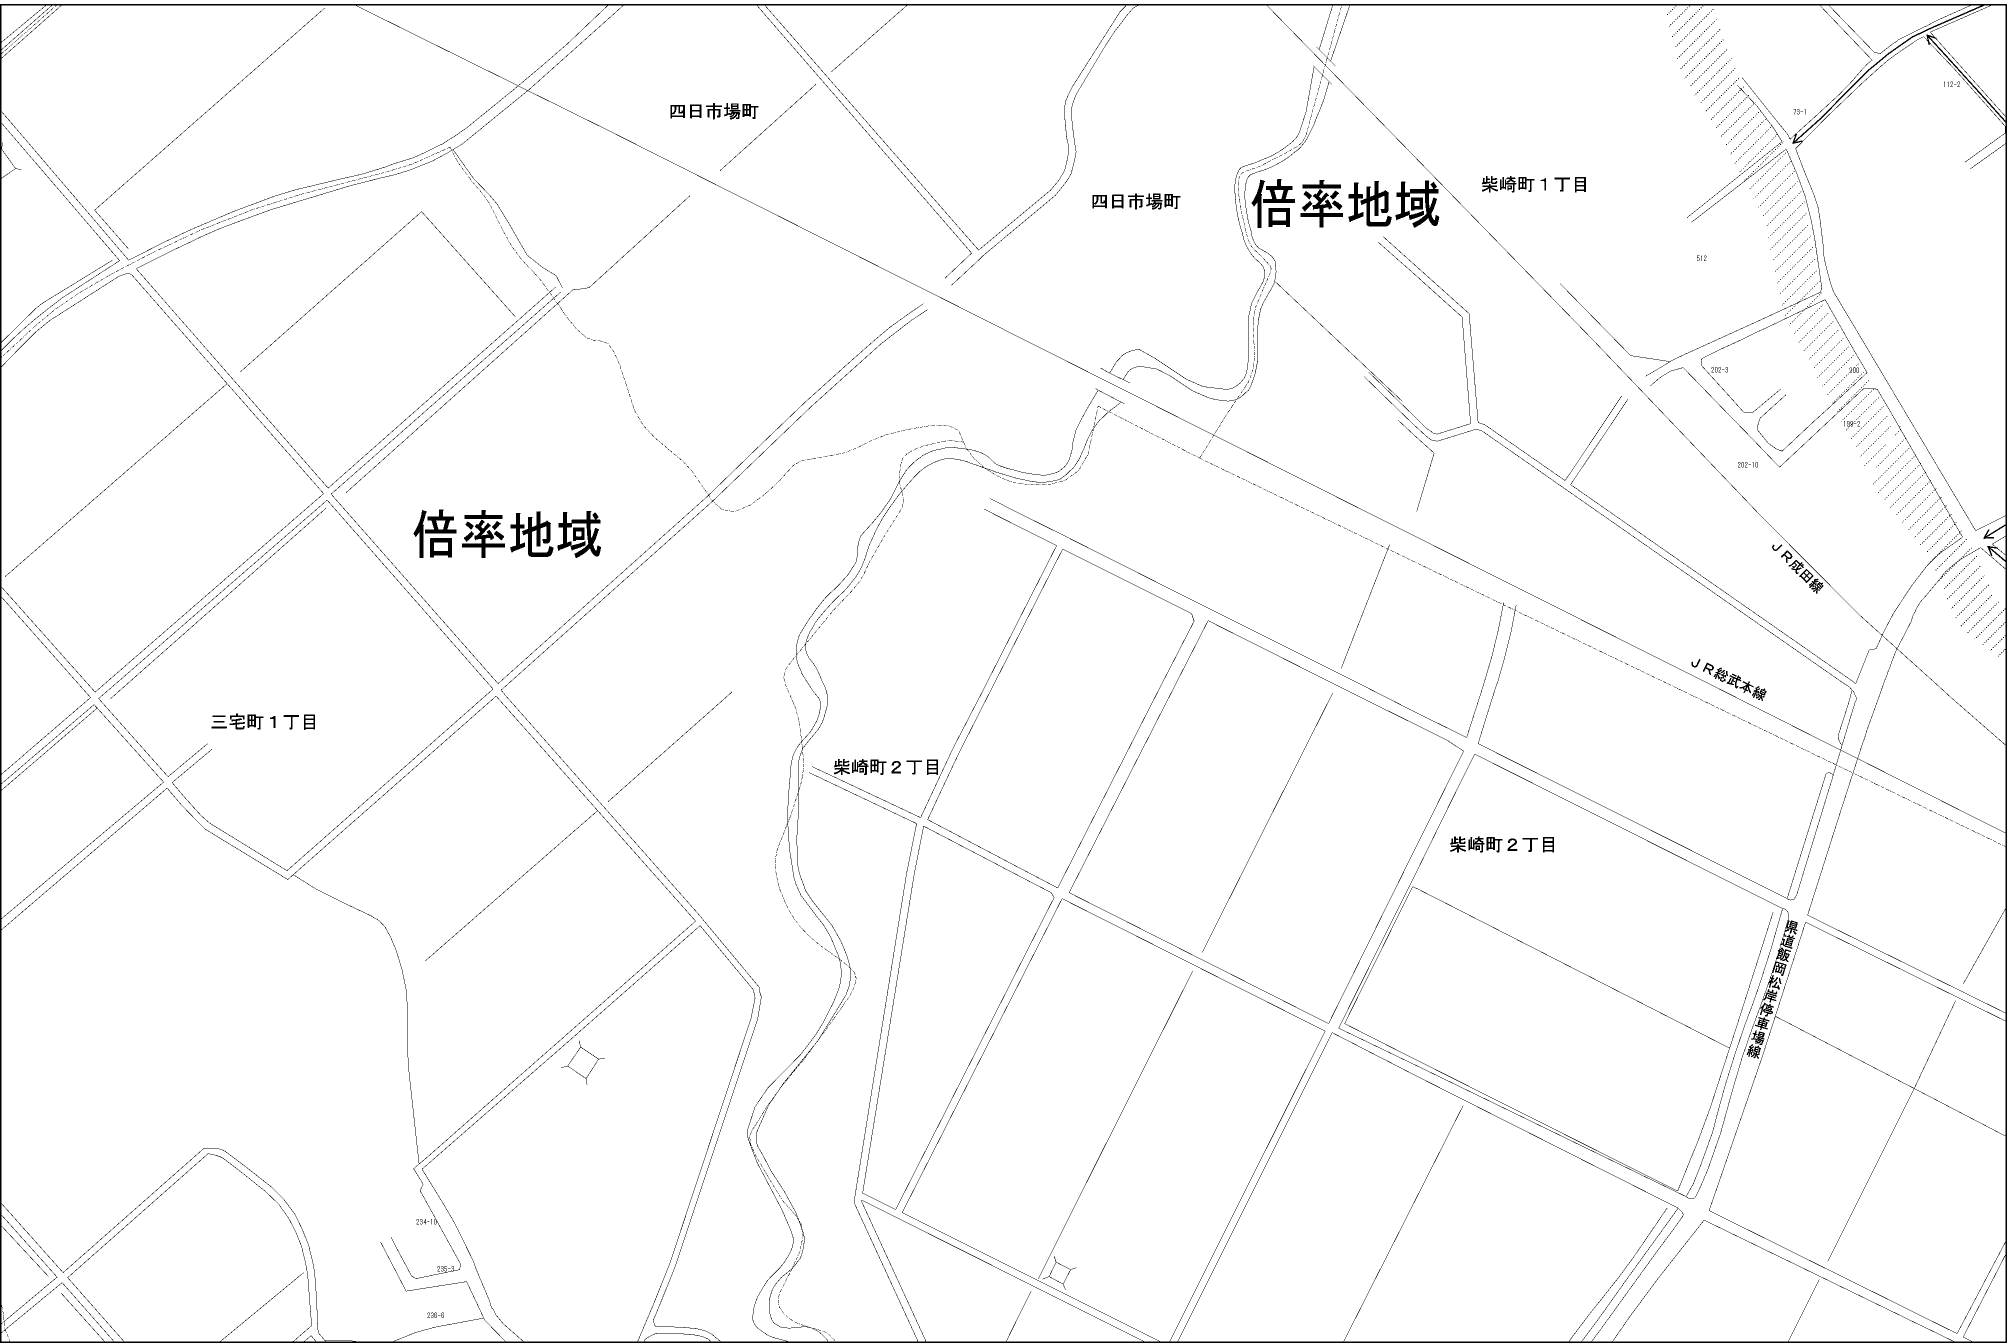 四日市場町
112-2
73-1
四日市場町
倍率地域
柴崎町１丁目
512
202-3
200
199-2
202-10
倍率地域
ＪＲ成田線
ＪＲ総武本線
三宅町１丁目
柴崎町２丁目
柴崎町２丁目
県道飯岡松岸停車場線
234-10
235-3
236-6